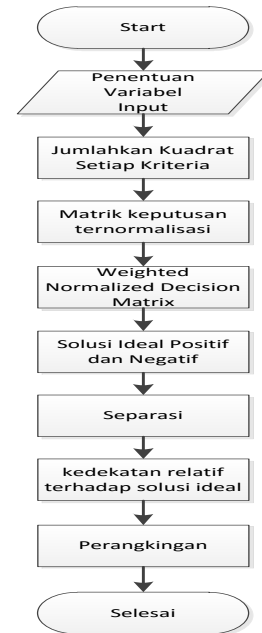 Start
Penentuan
Variabel
Input
Jumlahkan Kuadrat
Setiap Kriteria
Matrik keputusan
ternormalisasi
Weighted
Normalized Decision
Matrix
Solusi Ideal Positif
dan Negatif
Separasi
kedekatan relatif
terhadap solusi ideal
Perangkingan
Selesai